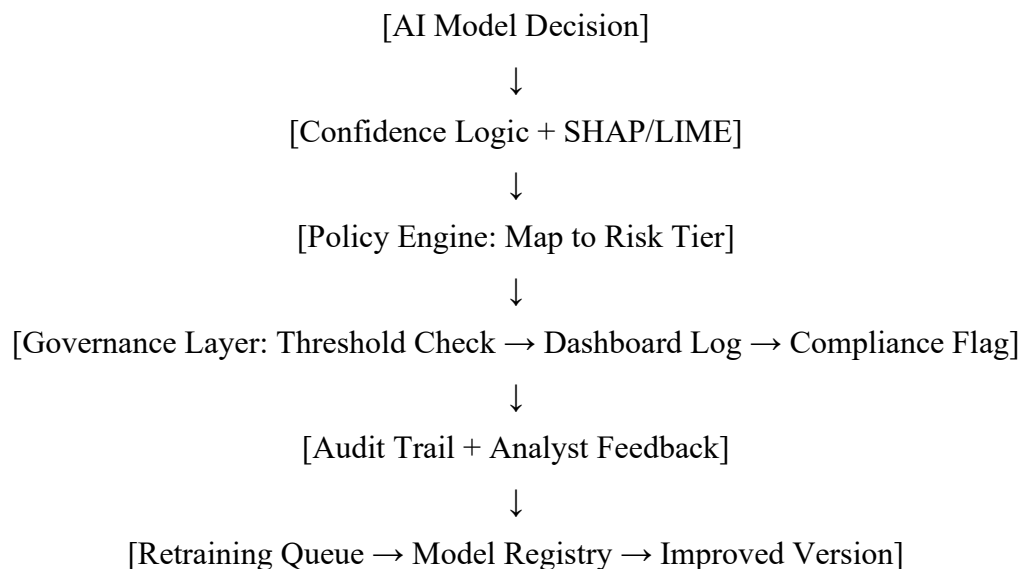 [AI Model Decision]
↓
[Confidence Logic + SHAP/LIME]
↓
[Policy Engine: Map to Risk Tier]
↓
[Governance Layer: Threshold Check → Dashboard Log → Compliance Flag]
↓
[Audit Trail + Analyst Feedback]
↓
[Retraining Queue → Model Registry → Improved Version]